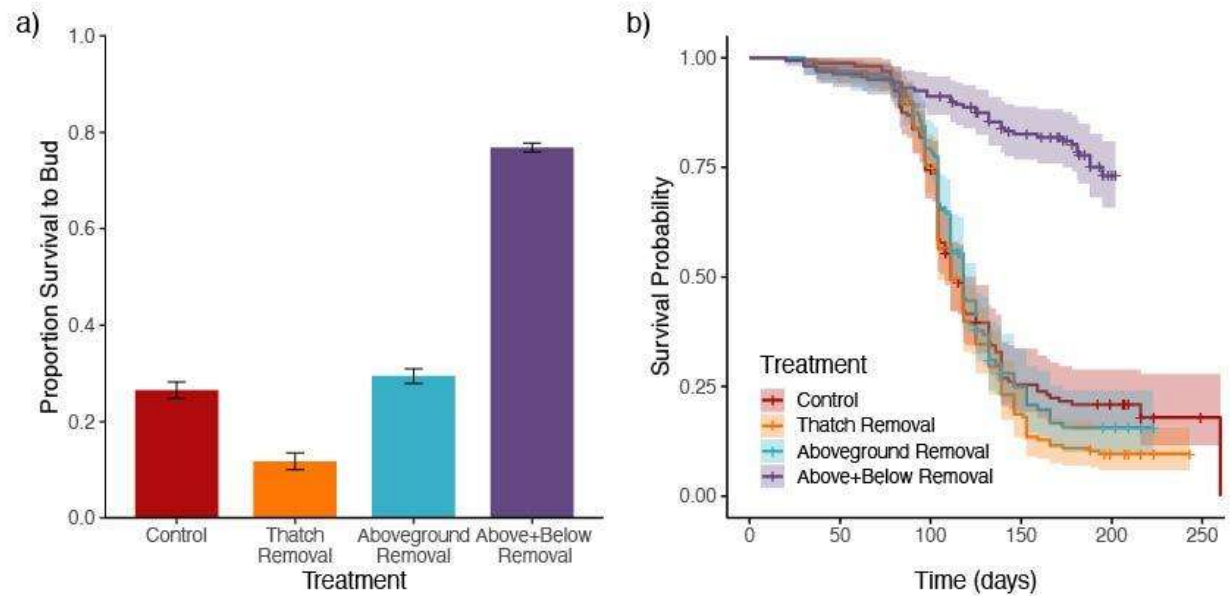 a)
1.0
0.8
0.6
0.4
0.2
0.0
Proportion Survival to Bud
Control
Thatch
Removal
Aboveground
Removal
Above+Below
Removal
Treatment
b)
1.00
0.75
0.50
0.25
0.00
Survival Probability
Treatment
Control
Thatch Removal
Aboveground Removal
Above+Below Removal
0
50
100
150
200
250
Time (days)